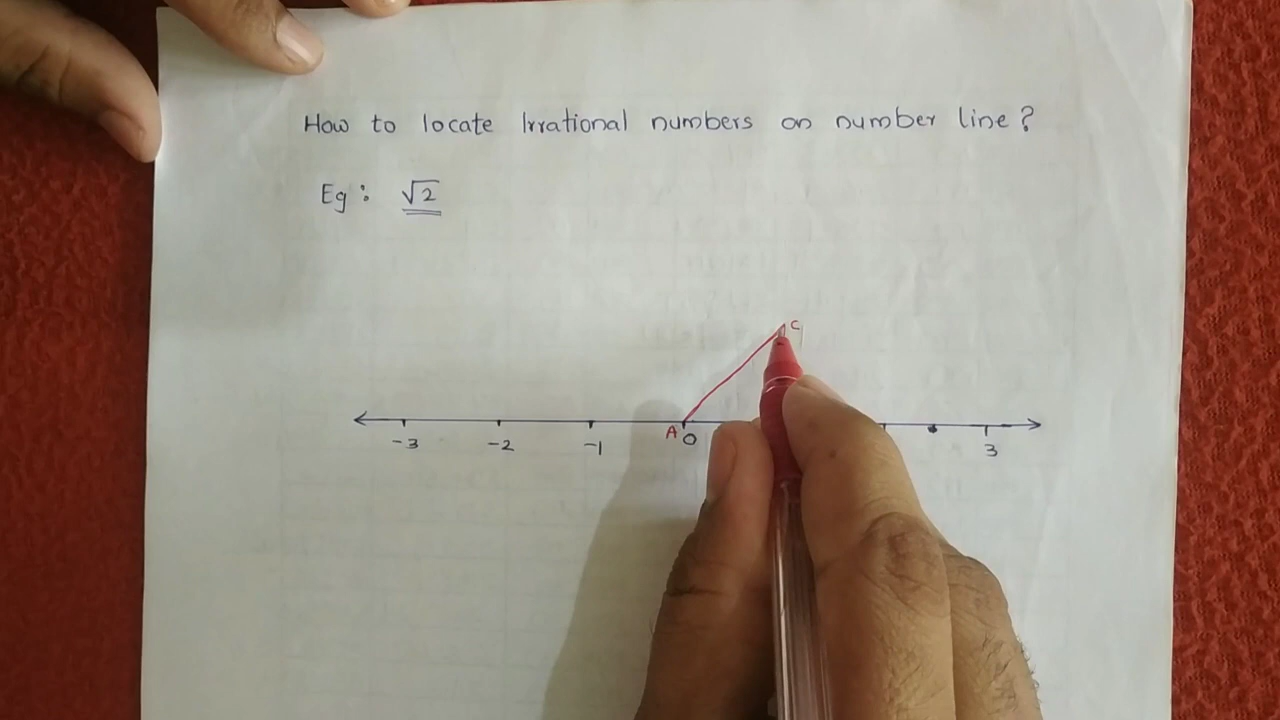 How to locate Irrational numbers on number line?
Eg: √2
C
A
-3 -2 -1 0 3